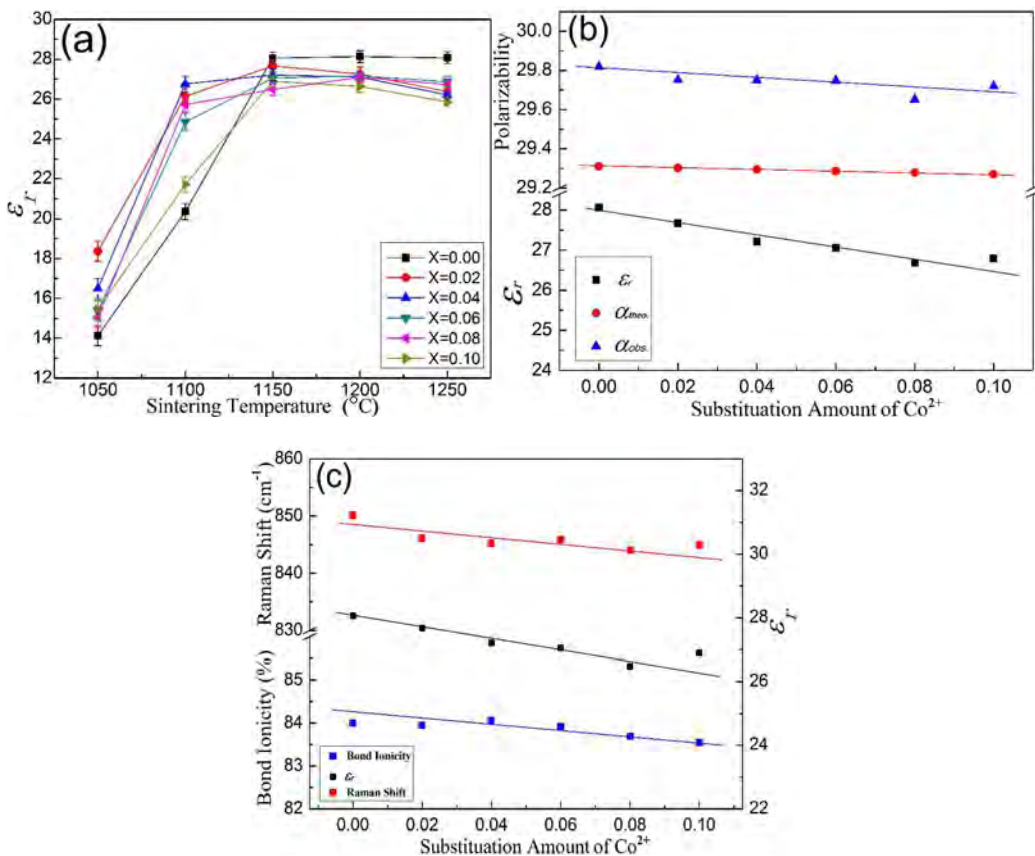 (a)
30
28
26
24
22
20
18
16
14
12
εr
1050
1100
1150
1200
1250
Sintering Temperature (°C)
X=0.00
X=0.02
X=0.04
X=0.06
X=0.08
X=0.10
(b)
Polarizability
30.0
29.8
29.6
29.4
29.2
28
27
26
25
24
εr
εr
αtheo.
αobs.
0.00
0.02
0.04
0.06
0.08
0.10
Substituation Amount of Co2+
(c)
Raman Shift (cm-1)
860
850
840
830
Bond Ionicity (%)
85
84
83
82
32
30
28
26
24
22
εr
Bond Ionicity
εr
Raman Shift
0.00
0.02
0.04
0.06
0.08
0.10
Substituation Amount of Co2+